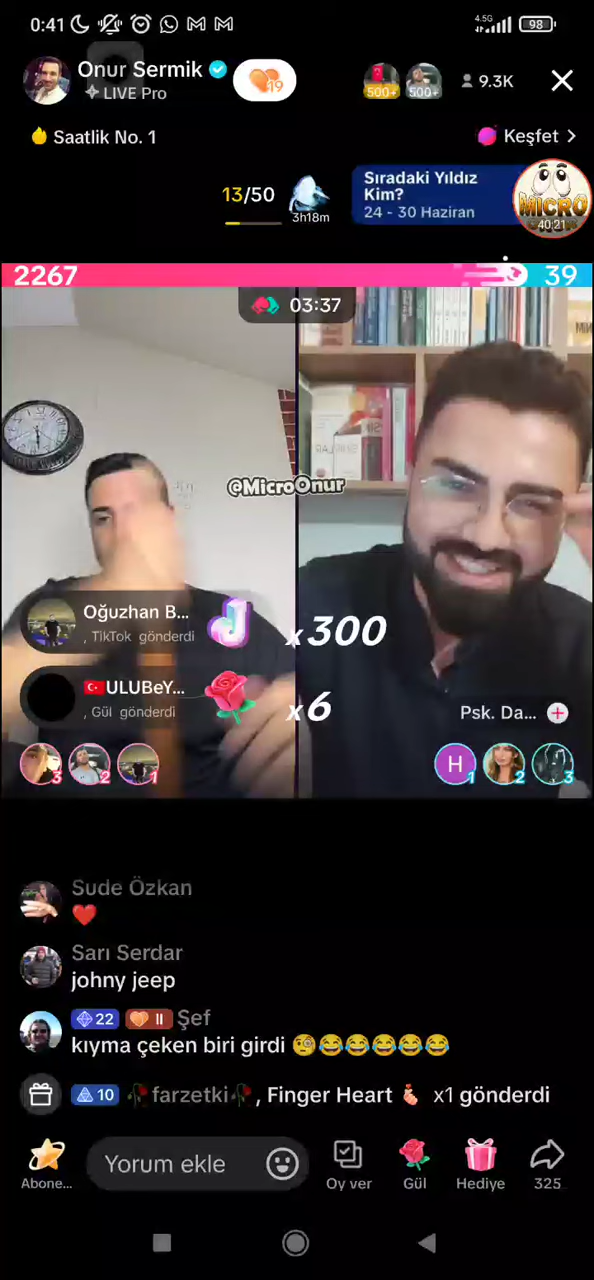 0:41
4.5G
98
Onur Sermik
LIVE Pro
19
500+
500+
9.3K
Saatlik No. 1
Keşfet
13/50
3h18m
Sıradaki Yıldız
Kim?
24 - 30 Haziran
MICRO
40:21
2267
39
03:37
@MicroOnur
Oğuzhan B...
, TikTok gönderdi
x300
ULUBeY...
, Gül gönderdi
x6
Psk. Da...
3
2
1
H
1
2
3
Sude Özkan
❤️
Sarı Serdar
johny jeep
22
II
Şef
kıyma çeken biri girdi 🧐😂😂😂😂😂
10 🥀farzetki🥀, Finger Heart x1 gönderdi
Abone...
Yorum ekle
Oy ver
Gül
Hediye
325